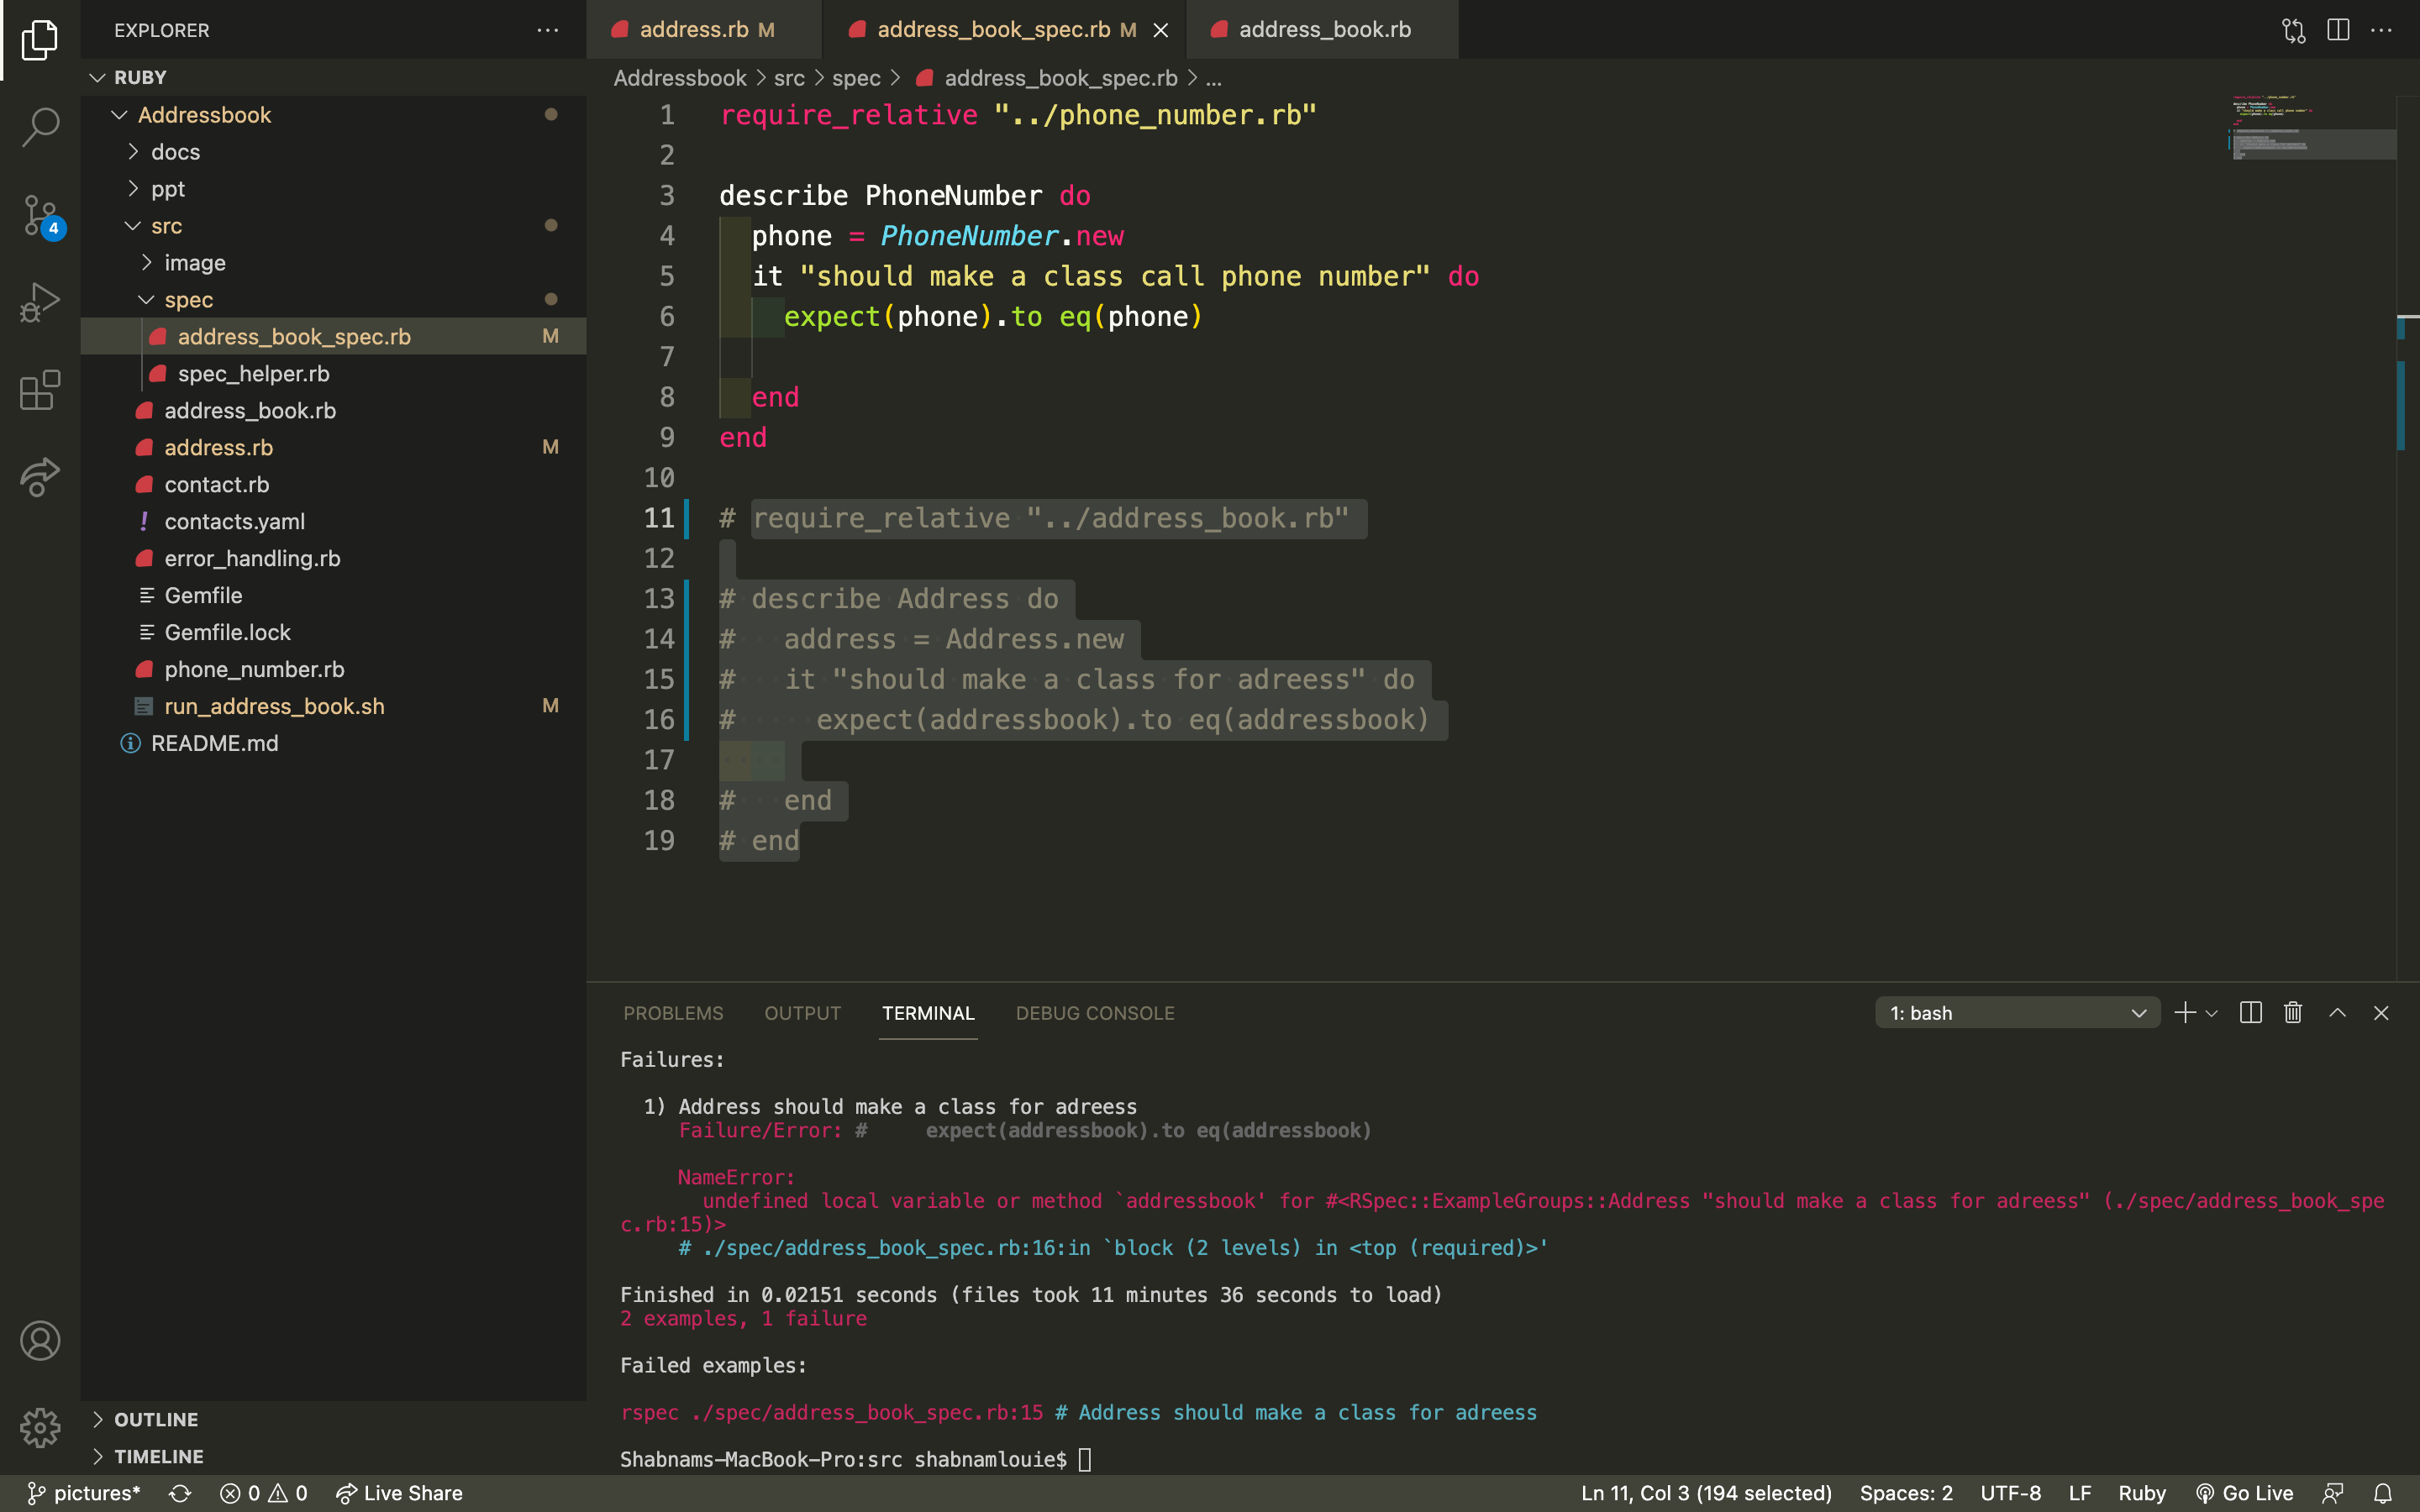 EXPLORER
RUBY
Addressbook
docs
ppt
src
image
spec
address_book_spec.rb M
spec_helper.rb
address_book.rb
address.rb M
contact.rb
! contacts.yaml
error_handling.rb
Gemfile
Gemfile.lock
phone_number.rb
run_address_book.sh M
README.md
OUTLINE
TIMELINE
4
address.rb M
address_book_spec.rb M
address_book.rb
Addressbook > src > spec > address_book_spec.rb > ...
1 require_relative "../phone_number.rb"
2
3 describe PhoneNumber do
4 phone = PhoneNumber.new
5 it "should make a class call phone number" do
6 expect(phone).to eq(phone)
7
8 end
9 end
10
11 # require_relative "../address_book.rb"
12
13 # describe Address do
14 # address = Address.new
15 # it "should make a class for adreess" do
16 # expect(addressbook).to eq(addressbook)
17
18 # end
19 # end
PROBLEMS OUTPUT TERMINAL DEBUG CONSOLE
1: bash
Failures:
1) Address should make a class for adreess
Failure/Error: # expect(addressbook).to eq(addressbook)
NameError:
undefined local variable or method `addressbook' for #<RSpec::ExampleGroups::Address "should make a class for adreess" (./spec/address_book_spe
c.rb:15)>
# ./spec/address_book_spec.rb:16:in `block (2 levels) in <top (required)>'
Finished in 0.02151 seconds (files took 11 minutes 36 seconds to load)
2 examples, 1 failure
Failed examples:
rspec ./spec/address_book_spec.rb:15 # Address should make a class for adreess
Shabnams-MacBook-Pro:src shabnamlouie$
pictures* 0 0 Live Share Ln 11, Col 3 (194 selected) Spaces: 2 UTF-8 LF Ruby Go Live